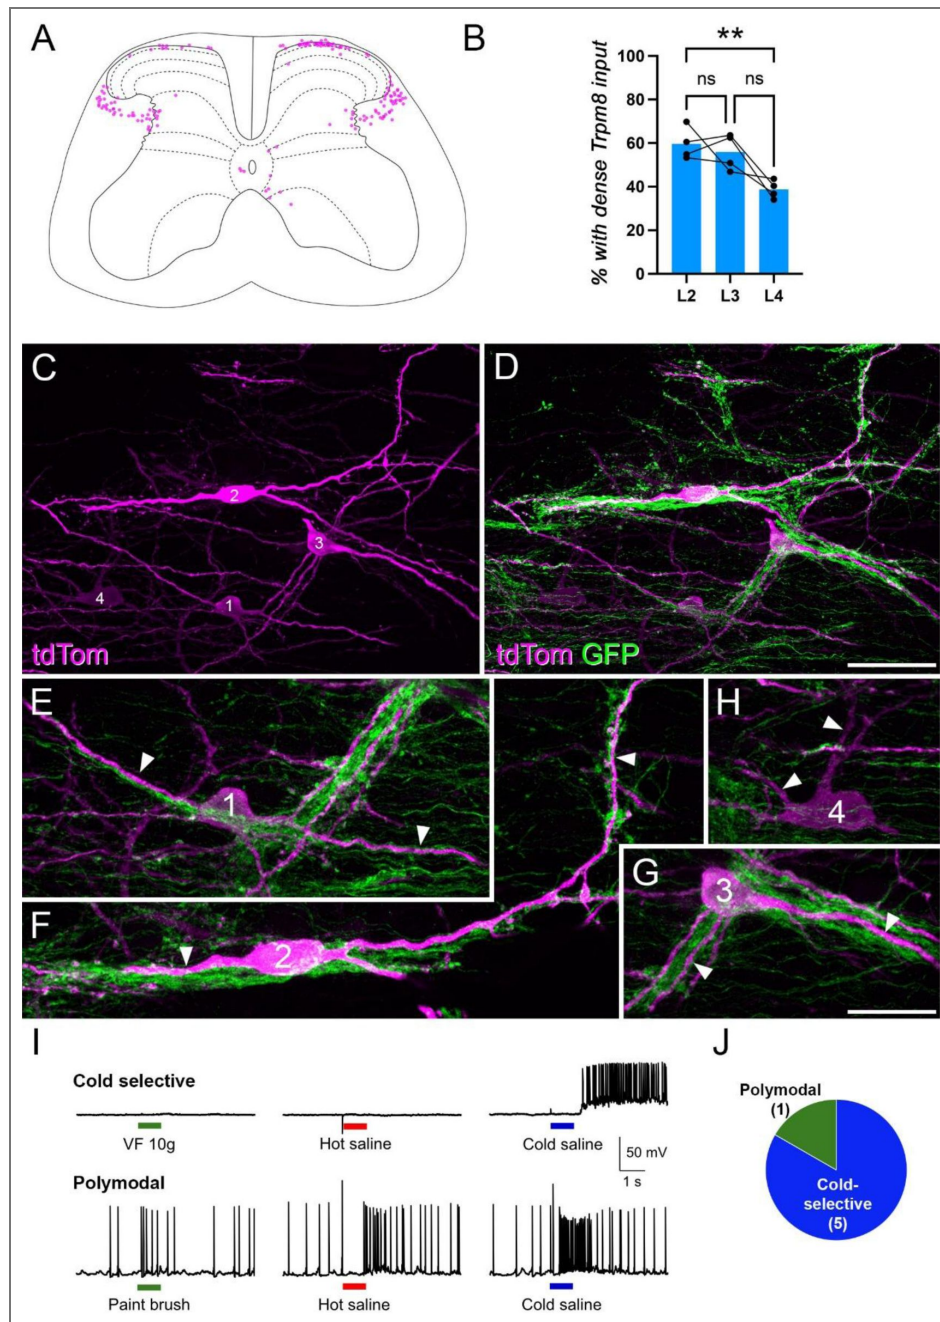 A
B
% with dense Trpm8 input
**
ns ns
100
80
60
40
20
0
L2 L3 L4
C
2
3
4
1
tdTom
D
tdTom GFP
E
1
F
2
H
4
G
3
I
Cold selective
VF 10g Hot saline Cold saline
50 mV
1 s
Polymodal
Paint brush Hot saline Cold saline
J
Polymodal
(1)
Cold-
selective
(5)